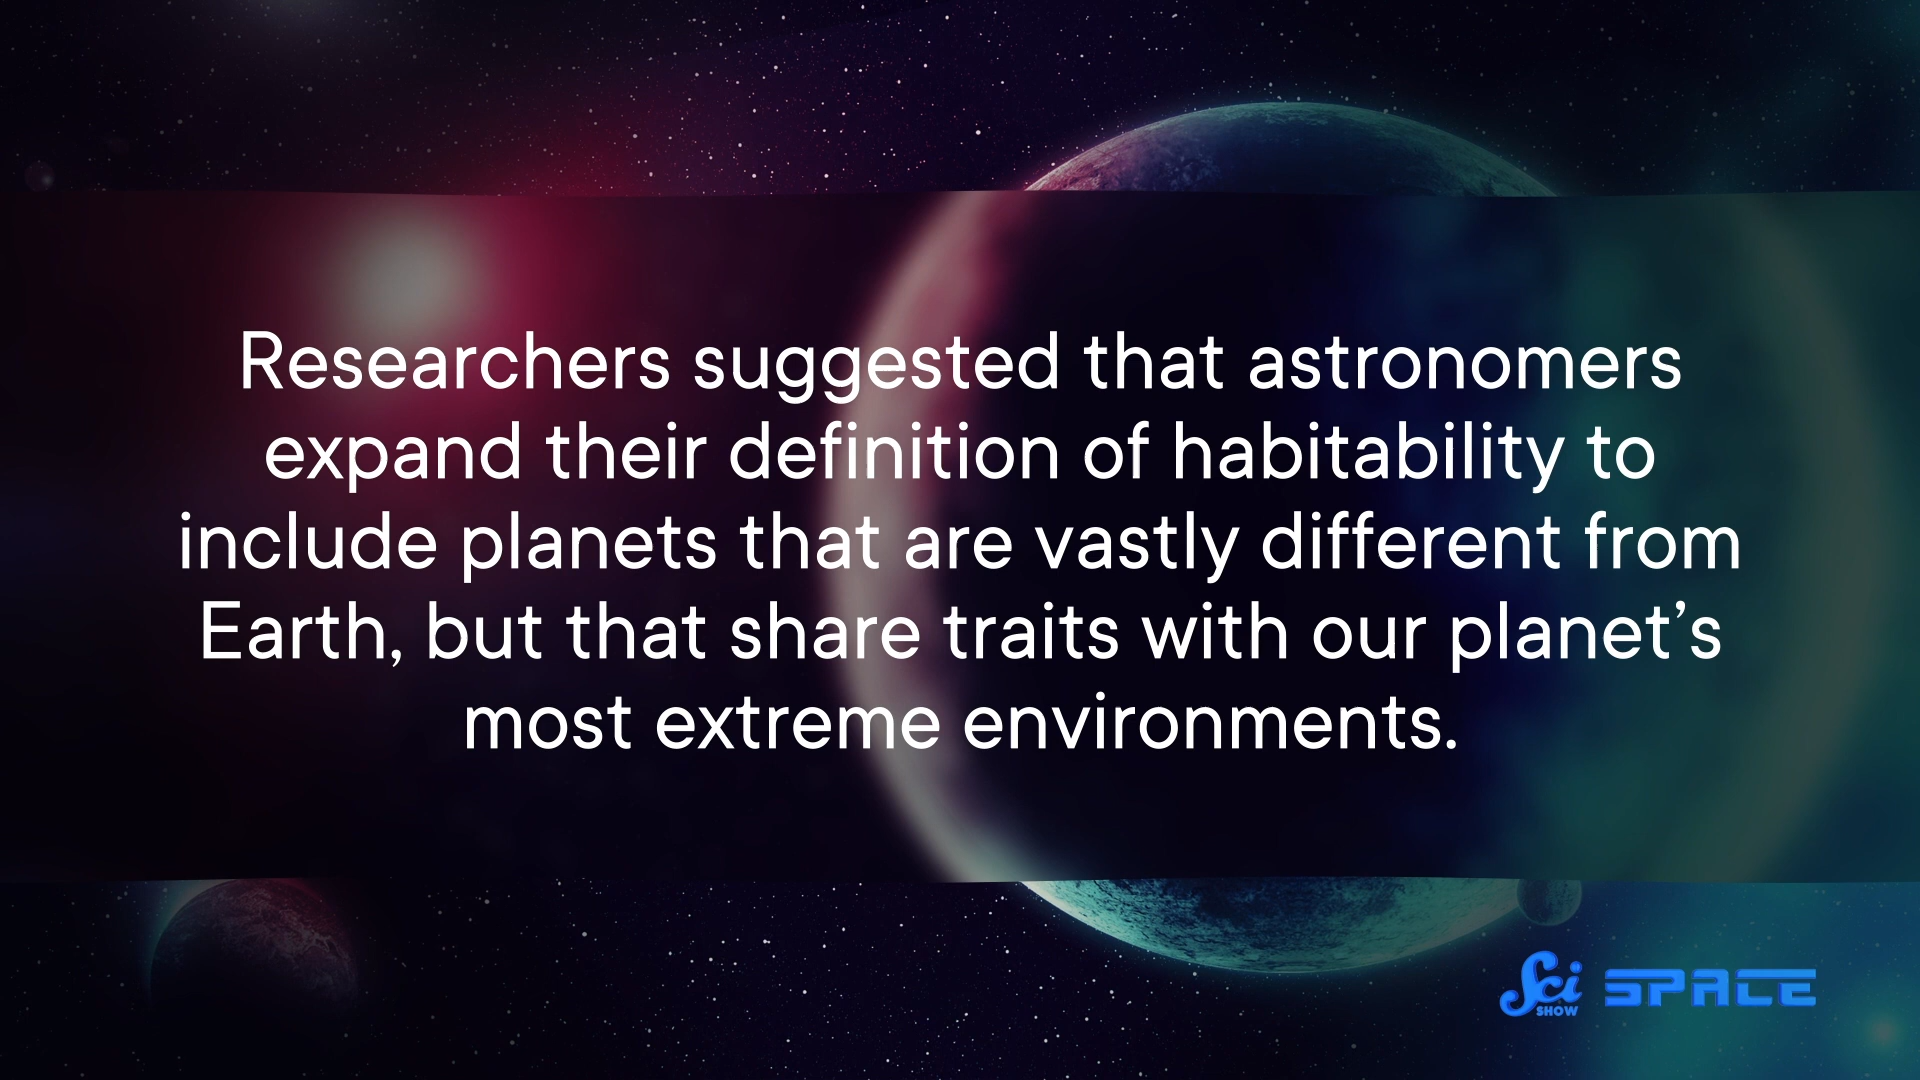 Researchers suggested that astronomers
expand their definition of habitability to
include planets that are vastly different from
Earth, but that share traits with our planet’s
most extreme environments.
Sci SHOW SPACE